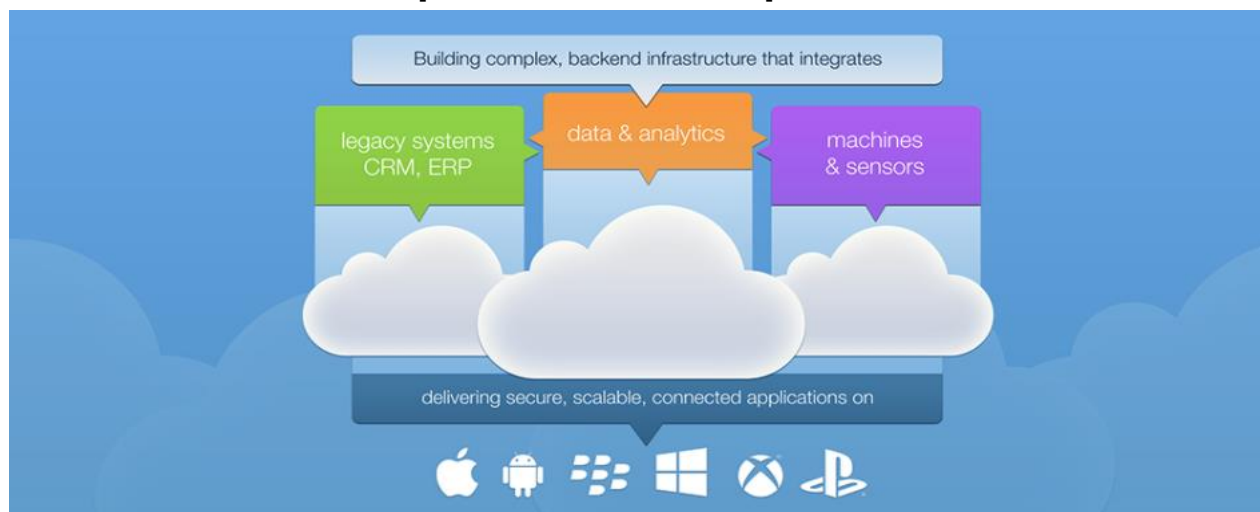 Building complex, backend infrastructure that integrates
legacy systems
CRM, ERP
data & analytics
machines
& sensors
delivering secure, scalable, connected applications on